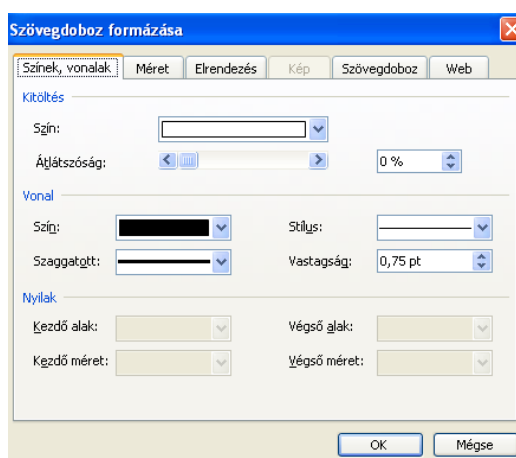 Szövegdoboz formázása
Színek, vonalak Méret Elrendezés Kép Szövegdoboz Web
Kitöltés
Szín:
Átlátszóság: 0 %
Vonal
Szín: Stílus:
Szaggatott: Vastagság: 0,75 pt
Nyilak
Kezdő alak: Végső alak:
Kezdő méret: Végső méret:
OK Mégse